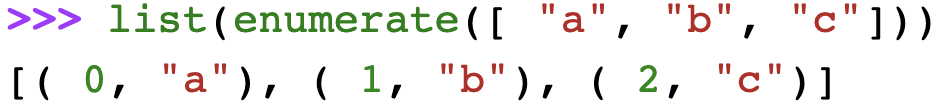 >>> list(enumerate([ "a", "b", "c"]))
[( 0, "a"), ( 1, "b"), ( 2, "c")]